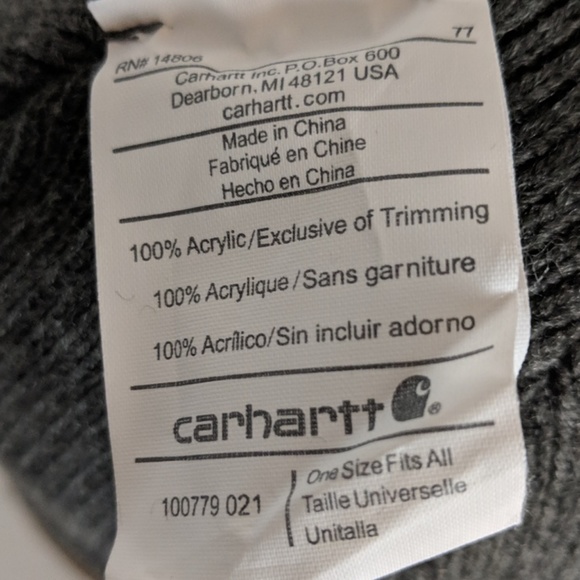 RN# 14806
77
Carhartt Inc. P.O.Box 600
Dearborn, MI 48121 USA
carhartt.com
Made in China
Fabriqué en Chine
Hecho en China
100% Acrylic/Exclusive of Trimming
100% Acrylique/Sans garniture
100% Acrílico/Sin incluir adorno
carhartt®
100779 021
One Size Fits All
Taille Universelle
Unitalla